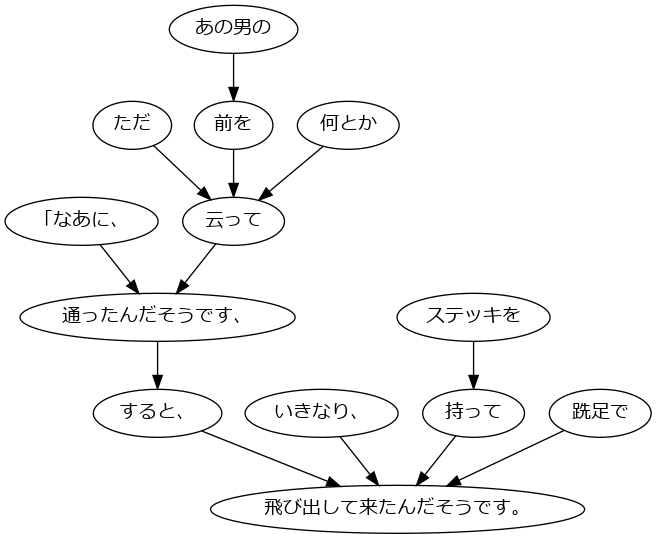 あの男の
ただ
前を
何とか
「なあに、
云って
通ったんだそうです、
ステッキを
すると、
いきなり、
持って
跣足で
飛び出して来たんだそうです。